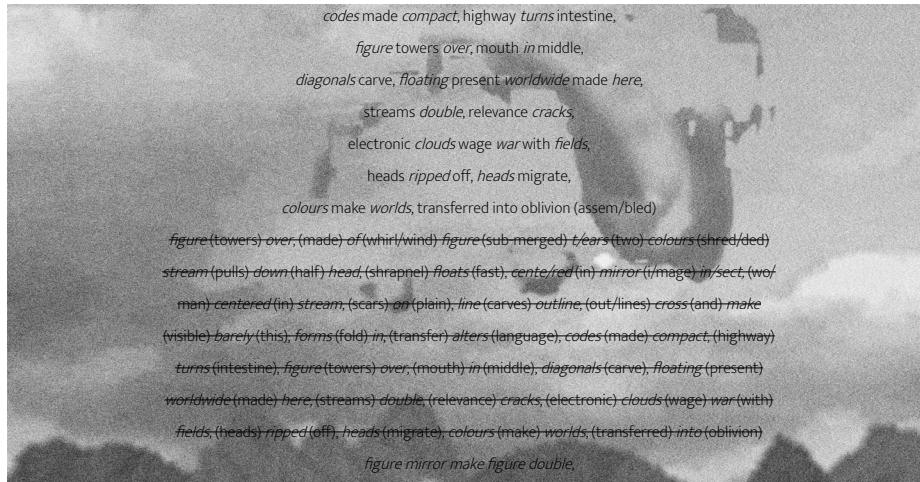 codes made compact, highway turns intestine,
figure towers over, mouth in middle,
diagonals carve, floating present worldwide made here,
streams double, relevance cracks,
electronic clouds wage war with fields,
heads ripped off, heads migrate,
colours make worlds, transferred into oblivion (assem/bled)
figure (towers) over, (made) of (whirl/wind) figure (sub-merged) t/ears (two) colours (shred/ded)
stream (pulls) down (half) head, (shrapnel) floats (fast), cente/red (in) mirror (i/mage) in/sect, (wo/
man) centered (in) stream, (scars) on (plain), line (carves) outline, (out/lines) cross (and) make
(visible) barely (this), forms (fold) in, (transfer) alters (language), codes (made) compact, (highway)
turns (intestine), figure (towers) over, (mouth) in (middle), diagonals (carve), floating (present)
worldwide (made) here, (streams) double, (relevance) cracks, (electronic) clouds (wage) war (with)
fields, (heads) ripped (off), heads (migrate), colours (make) worlds, (transferred) into (oblivion)
figure mirror make figure double,